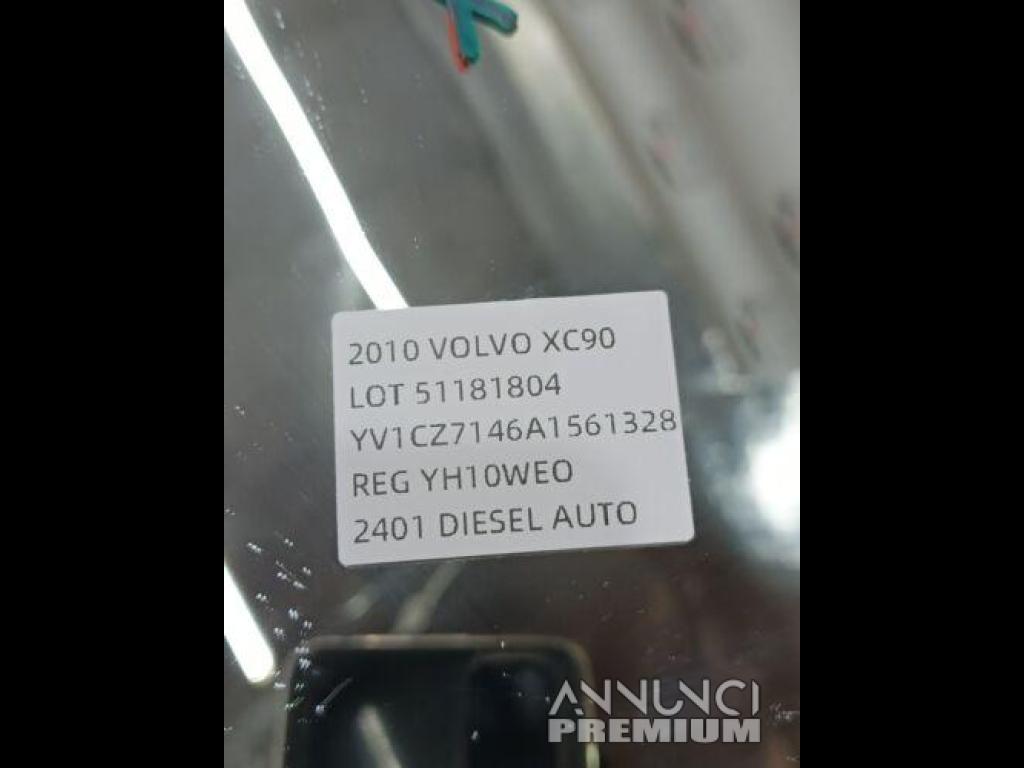 2010 VOLVO XC90
LOT 51181804
YV1CZ7146A1561328
REG YH10WEO
2401 DIESEL AUTO
ANNUNCI
PREMIUM